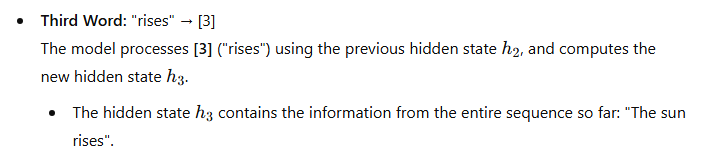 • Third Word: "rises" → [3]
The model processes [3] ("rises") using the previous hidden state h₂, and computes the
new hidden state h₃.
• The hidden state h₃ contains the information from the entire sequence so far: "The sun
rises".